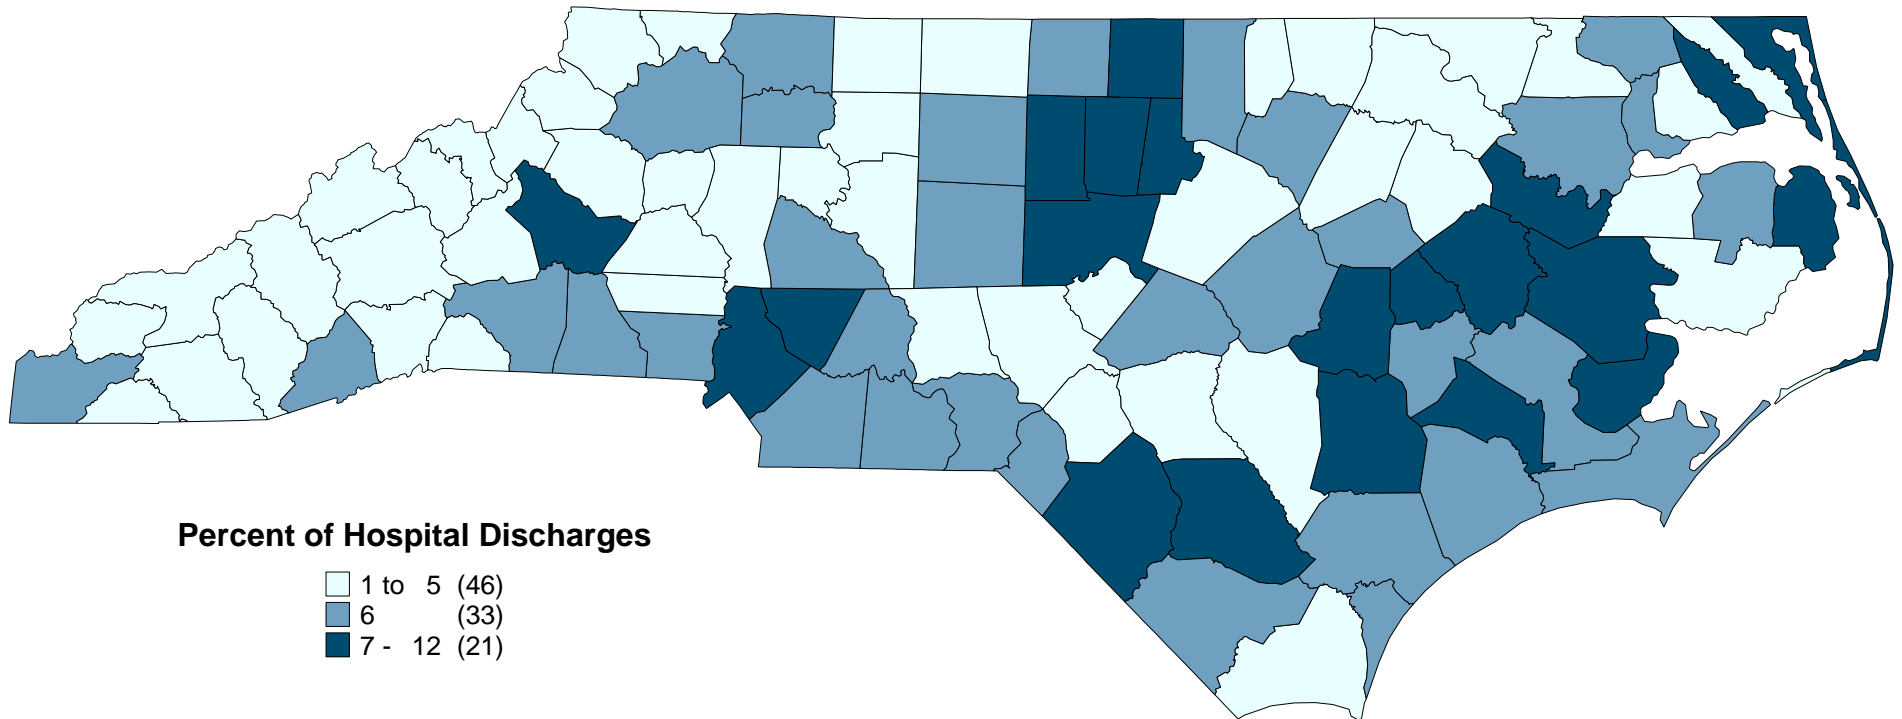 Percent of Hospital Discharges
1 to 5 (46)
6 (33)
7 - 12 (21)